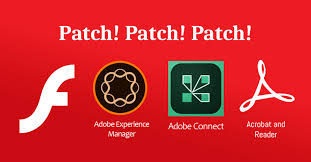 Patch! Patch! Patch!
Adobe Experience
Manager
Adobe Connect
Acrobat and
Reader